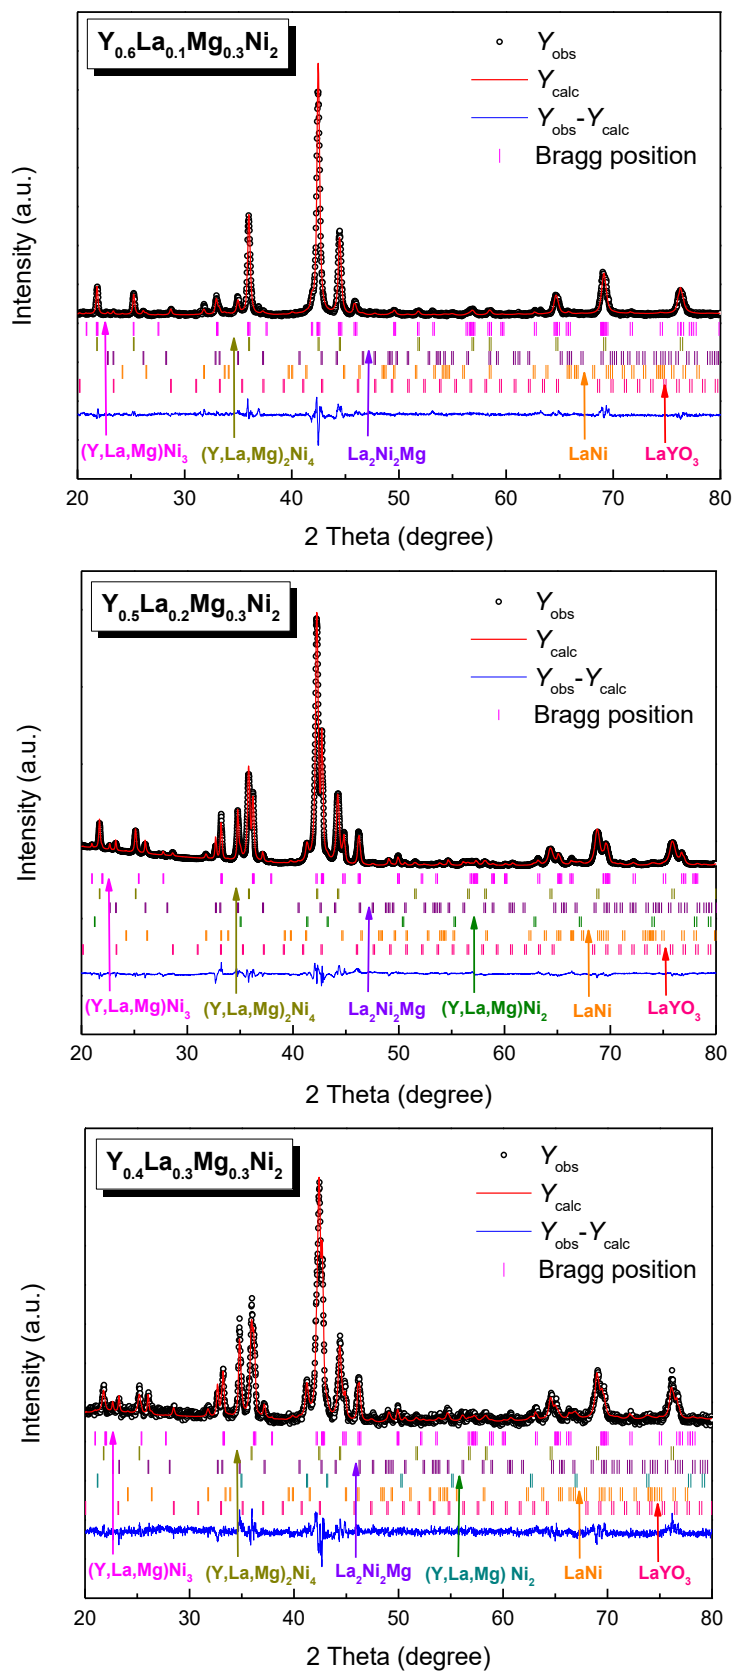 Y0.6La0.1Mg0.3Ni2
Yobs
Ycalc
Yobs-Ycalc
Bragg position
Intensity (a.u.)
(Y,La,Mg)Ni3
(Y,La,Mg)2Ni4
La2Ni2Mg
LaNi
LaYO3
20 30 40 50 60 70 80
2 Theta (degree)
Y0.5La0.2Mg0.3Ni2
Yobs
Ycalc
Yobs-Ycalc
Bragg position
Intensity (a.u.)
(Y,La,Mg)Ni3
(Y,La,Mg)2Ni4
La2Ni2Mg
(Y,La,Mg)Ni2
LaNi
LaYO3
20 30 40 50 60 70 80
2 Theta (degree)
Y0.4La0.3Mg0.3Ni2
Yobs
Ycalc
Yobs-Ycalc
Bragg position
Intensity (a.u.)
(Y,La,Mg)Ni3
(Y,La,Mg)2Ni4
La2Ni2Mg
(Y,La,Mg) Ni2
LaNi
LaYO3
20 30 40 50 60 70 80
2 Theta (degree)